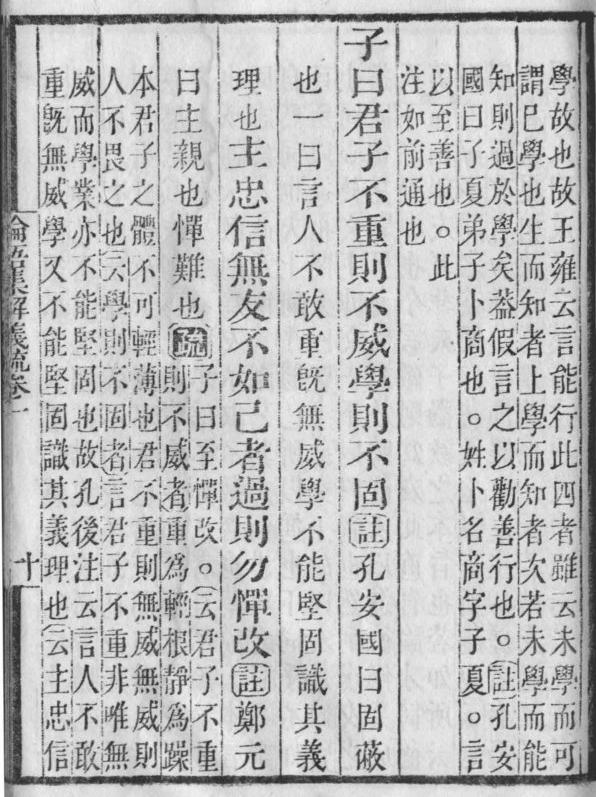 學故也故王雍云言能行此四者雖云未學而可
謂巳學也生而知者上學而知者次若未學而能
知則過於學矣葢假言之以勸善行也○註孔安
國曰子夏弟子卜商也○姓卜名商字子夏○言
以至善也○此
注如前通也
子曰君子不重則不威學則不固註孔安國曰固蔽
也一曰言人不敢重旣無威學不能堅固識其義
理也主忠信無友不如己者過則勿憚改註鄭元
曰主親也憚難也疏子曰至憚改○云君子不重
則不威者重爲輕根靜爲躁
本君子之體不可輕薄也君不重則無威無威則
人不畏之也云學則不固者言君子不重非唯無
威而學業亦不能堅固也故孔後注云言人不敢
重旣無威學又不能堅固識其義理也云主忠信
論語集解義疏卷一
十